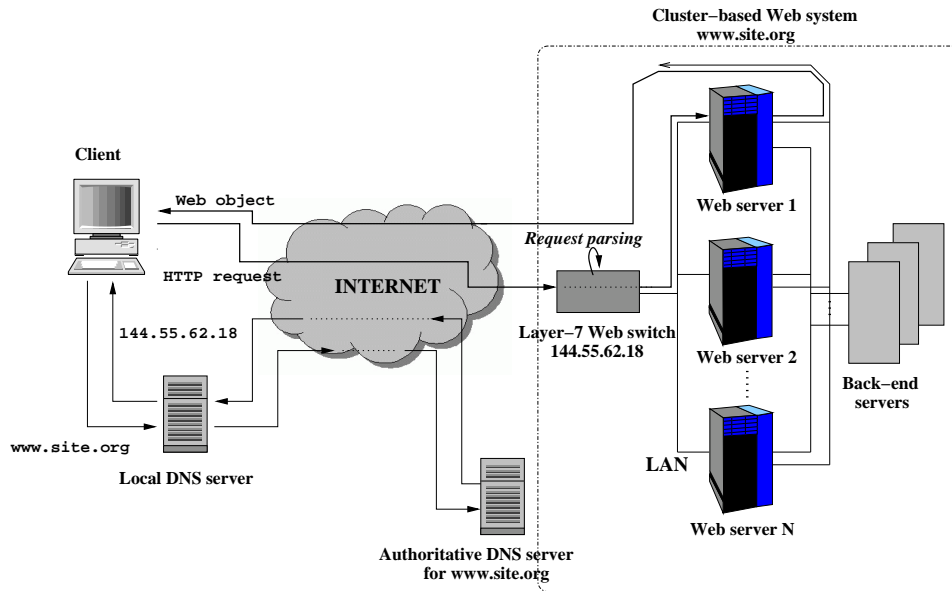 Cluster−based Web system
www.site.org
Client
Web object
Web server 1
Request parsing
HTTP request
INTERNET
144.55.62.18
Layer−7 Web switch
144.55.62.18
Web server 2
Back−end
servers
www.site.org
Local DNS server
LAN
Web server N
Authoritative DNS server
for www.site.org